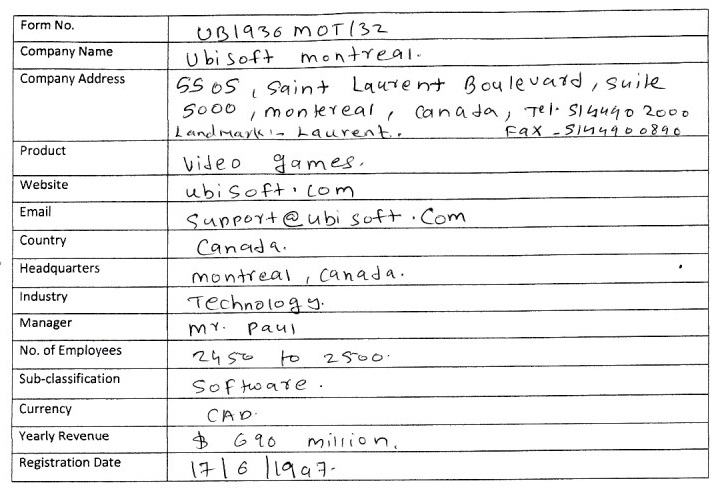 Form No. UB1936 MOT/32
Company Name Ubisoft montreal.
Company Address 5505, Saint Laurent Boulevard, suite
5000, montereal, canada, Tel. 5144902000
Landmark:- Laurent. Fax - 5144900890
Product video games.
Website ubisoft.com
Email support@ubisoft.com
Country Canada.
Headquarters montreal, canada.
Industry Technology.
Manager mr. paul
No. of Employees 2450 to 2500.
Sub-classification Software.
Currency CAD.
Yearly Revenue $ 690 million.
Registration Date 17/6/1997.